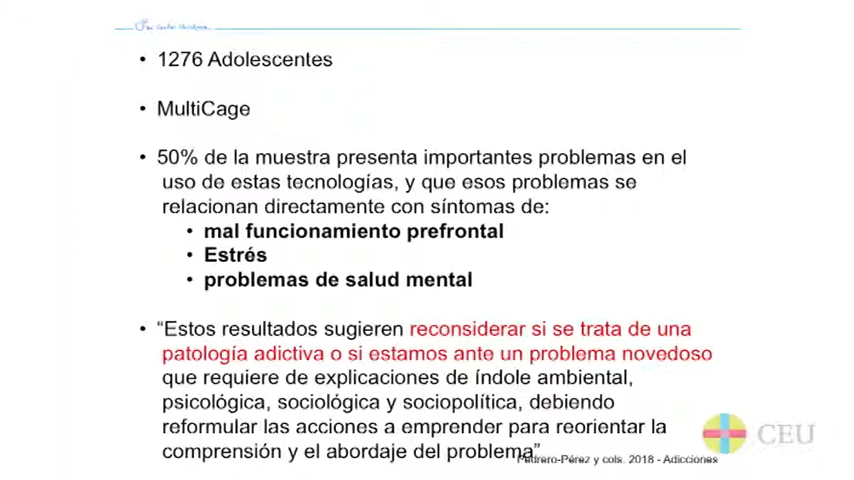 • 1276 Adolescentes
• MultiCage
• 50% de la muestra presenta importantes problemas en el
uso de estas tecnologías, y que esos problemas se
relacionan directamente con síntomas de:
• mal funcionamiento prefrontal
• Estrés
• problemas de salud mental
• “Estos resultados sugieren reconsiderar si se trata de una
patología adictiva o si estamos ante un problema novedoso
que requiere de explicaciones de índole ambiental,
psicológica, sociológica y sociopolítica, debiendo
reformular las acciones a emprender para reorientar la
comprensión y el abordaje del problema”
Pedrero-Pérez y cols. 2018 - Adicciones
CEU